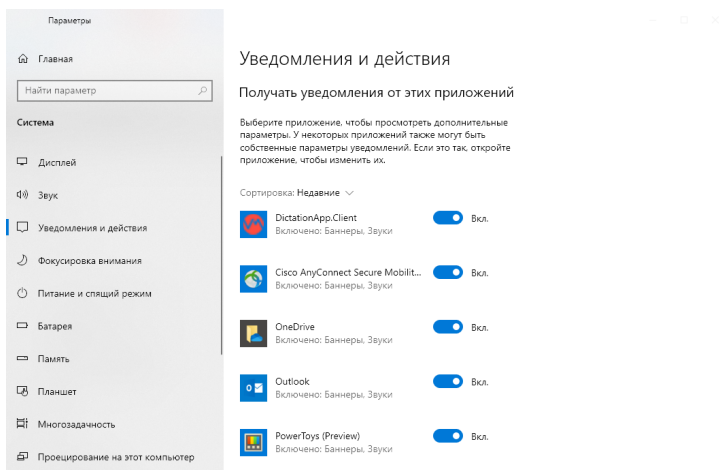 Параметры
Главная
Найти параметр
Система
Дисплей
Звук
Уведомления и действия
Фокусировка внимания
Питание и спящий режим
Батарея
Память
Планшет
Многозадачность
Проецирование на этот компьютер
Уведомления и действия
Получать уведомления от этих приложений
Выберите приложение, чтобы просмотреть дополнительные
параметры. У некоторых приложений также могут быть
собственные параметры уведомлений. Если это так, откройте
приложение, чтобы изменить их.
Сортировка: Недавние
DictationApp.Client
Включено: Баннеры, Звуки
Вкл.
Cisco AnyConnect Secure Mobilit...
Включено: Баннеры, Звуки
Вкл.
OneDrive
Включено: Баннеры, Звуки
Вкл.
Outlook
Включено: Баннеры, Звуки
Вкл.
PowerToys (Preview)
Включено: Баннеры, Звуки
Вкл.